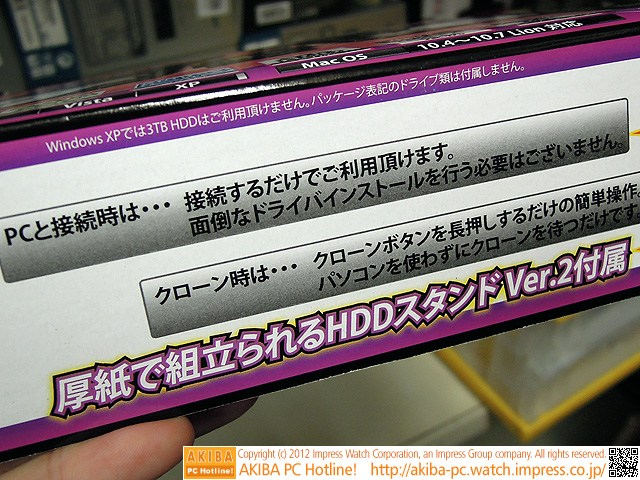 Mac OS 10.4～10.7 Lion 対応
Vista XP
Windows XPでは3TB HDDはご利用頂けません。パッケージ表記のドライブ類は付属しません。
PCと接続時は・・・ 接続するだけでご利用頂けます。
面倒なドライバインストールを行う必要はございません。
クローン時は・・・ クローンボタンを長押しするだけの簡単操作。
パソコンを使わずにクローンを待つだけです
厚紙で組立られるHDDスタンド Ver.2付属
AKIBA
PC Hotline!
Copyright (c) 2012 Impress Watch Corporation, an Impress Group company. All rights reserved.
AKIBA PC Hotline! http://akiba-pc.watch.impress.co.jp/